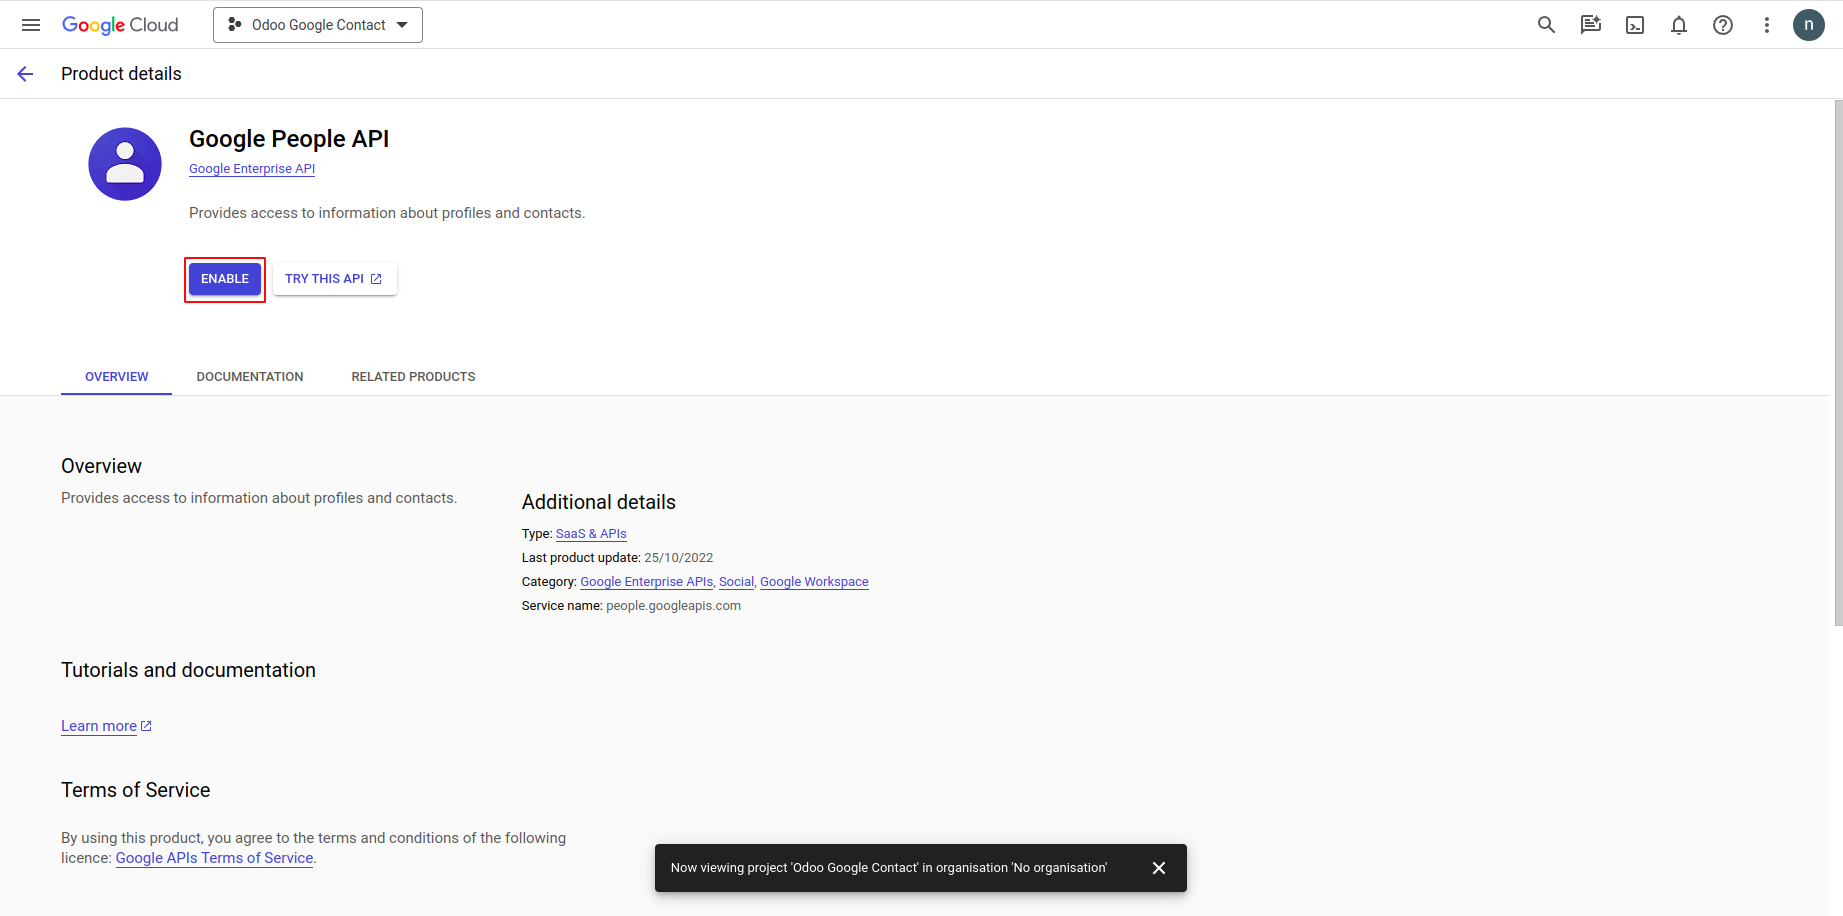 Google Cloud
Odoo Google Contact
n
Product details
Google People API
Google Enterprise API
Provides access to information about profiles and contacts.
ENABLE
TRY THIS API
OVERVIEW
DOCUMENTATION
RELATED PRODUCTS
Overview
Provides access to information about profiles and contacts.
Additional details
Type: SaaS & APIs
Last product update: 25/10/2022
Category: Google Enterprise APIs, Social, Google Workspace
Service name: people.googleapis.com
Tutorials and documentation
Learn more
Terms of Service
By using this product, you agree to the terms and conditions of the following
licence: Google APIs Terms of Service.
Now viewing project 'Odoo Google Contact' in organisation 'No organisation'